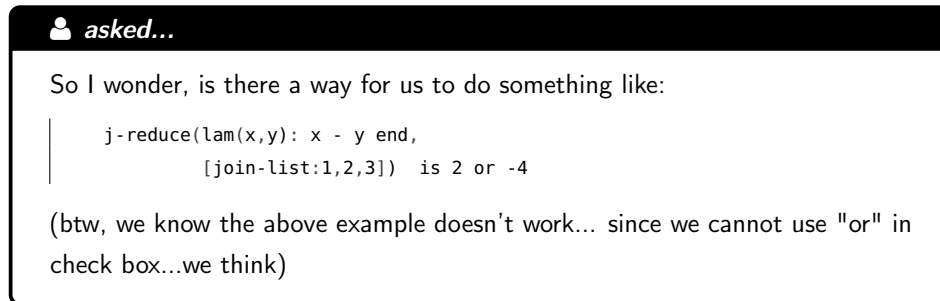 asked...
So I wonder, is there a way for us to do something like:
j-reduce(lam(x,y): x - y end,
[join-list:1,2,3]) is 2 or -4
(btw, we know the above example doesn't work... since we cannot use "or" in
check box...we think)